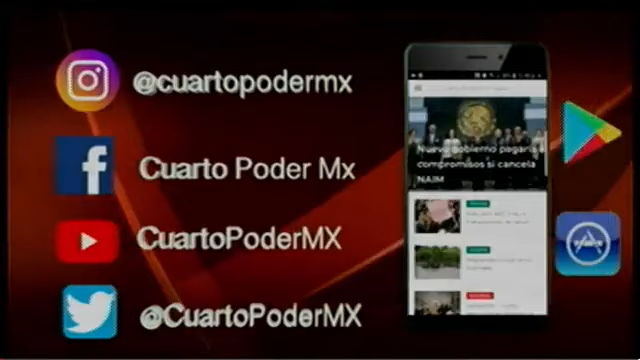 @cuartopodermx
Cuarto Poder Mx
CuartoPoderMX
@CuartoPoderMX
Nuevo gobierno pagaría
compromisos si cancela
NAIM